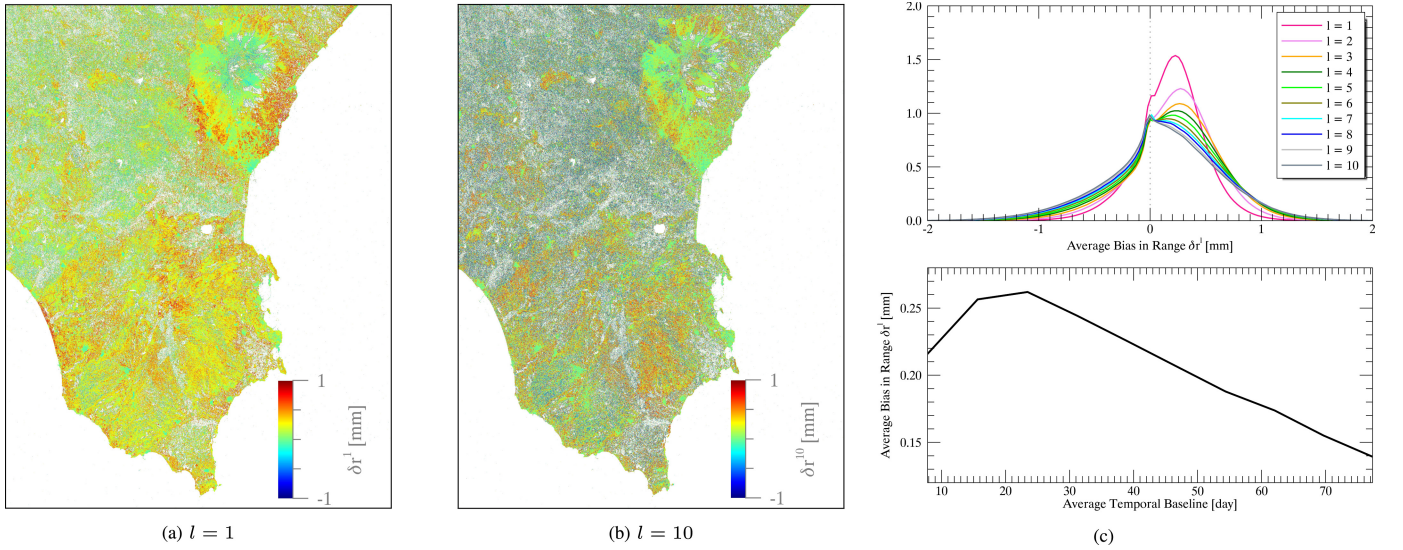 1
δr¹ [mm]
-1
(a) l = 1
1
δr¹⁰ [mm]
-1
(b) l = 10
2.0
1.5
1.0
0.5
0.0
-2
-1
0
1
2
Average Bias in Range δrˡ [mm]
l = 1
l = 2
l = 3
l = 4
l = 5
l = 6
l = 7
l = 8
l = 9
l = 10
Average Bias in Range δrˡ [mm]
0.25
0.20
0.15
10
20
30
40
50
60
70
Average Temporal Baseline [day]
(c)